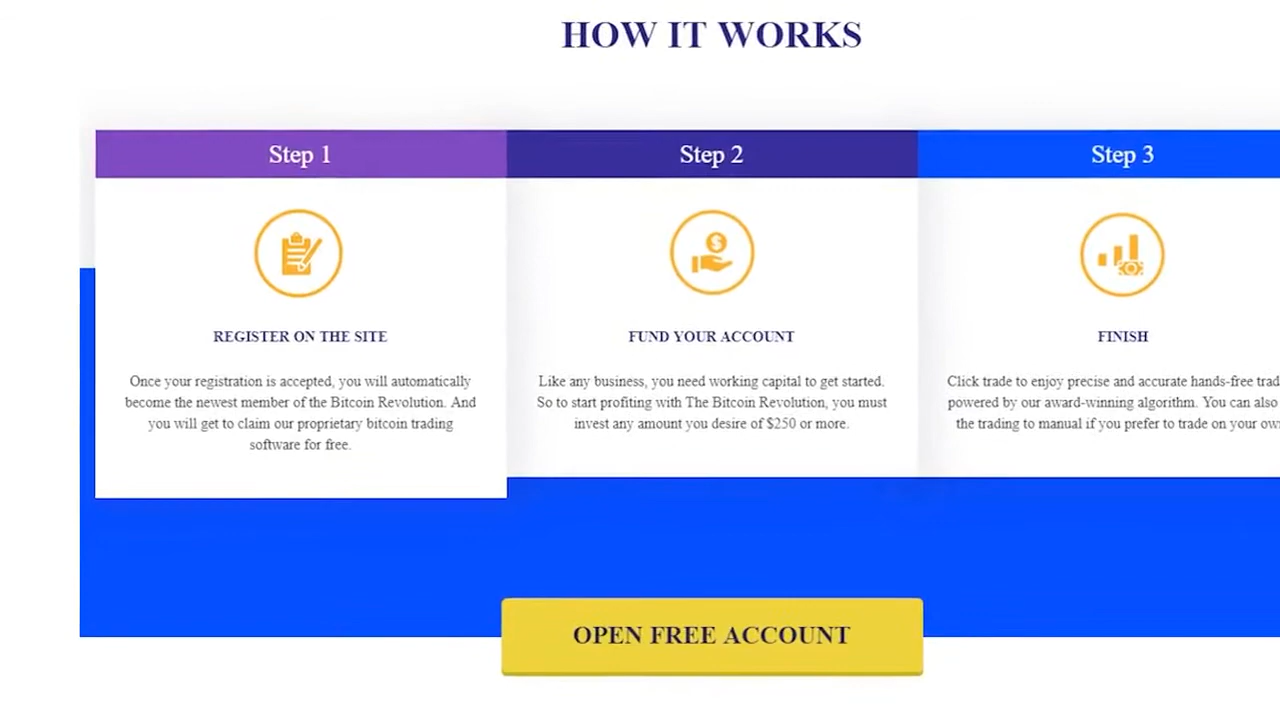 HOW IT WORKS
Step 1
REGISTER ON THE SITE
Once your registration is accepted, you will automatically
become the newest member of the Bitcoin Revolution. And
you will get to claim our proprietary bitcoin trading
software for free.
Step 2
FUND YOUR ACCOUNT
Like any business, you need working capital to get started.
So to start profiting with The Bitcoin Revolution, you must
invest any amount you desire of $250 or more.
Step 3
FINISH
Click trade to enjoy precise and accurate hands-free
powered by our award-winning algorithm. You can also
the trading to manual if you prefer to trade on your
OPEN FREE ACCOUNT